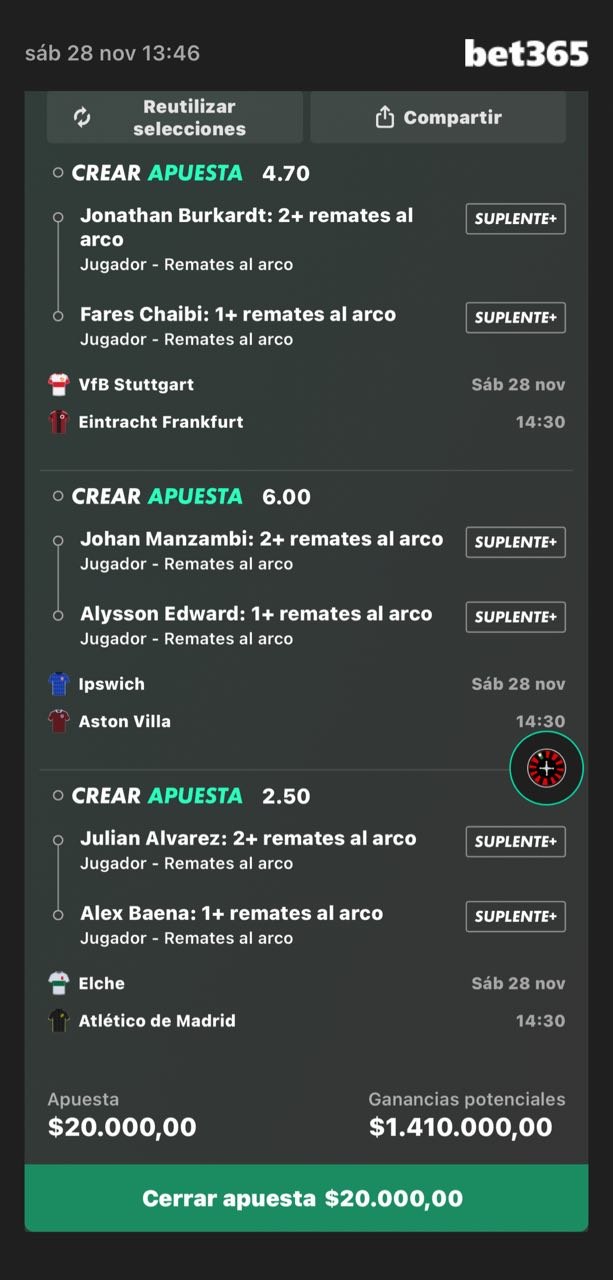 sáb 28 nov 13:46
bet365
Reutilizar
selecciones
Compartir
CREAR APUESTA 4.70
Jonathan Burkardt: 2+ remates al
arco
SUPLENTE+
Jugador - Remates al arco
Fares Chaibi: 1+ remates al arco
SUPLENTE+
Jugador - Remates al arco
VfB Stuttgart
Sáb 28 nov
Eintracht Frankfurt
14:30
CREAR APUESTA 6.00
Johan Manzambi: 2+ remates al arco
SUPLENTE+
Jugador - Remates al arco
Alysson Edward: 1+ remates al arco
SUPLENTE+
Jugador - Remates al arco
Ipswich
Sáb 28 nov
Aston Villa
14:30
CREAR APUESTA 2.50
Julian Alvarez: 2+ remates al arco
SUPLENTE+
Jugador - Remates al arco
Alex Baena: 1+ remates al arco
SUPLENTE+
Jugador - Remates al arco
Elche
Sáb 28 nov
Atlético de Madrid
14:30
Apuesta
Ganancias potenciales
$20.000,00
$1.410.000,00
Cerrar apuesta $20.000,00